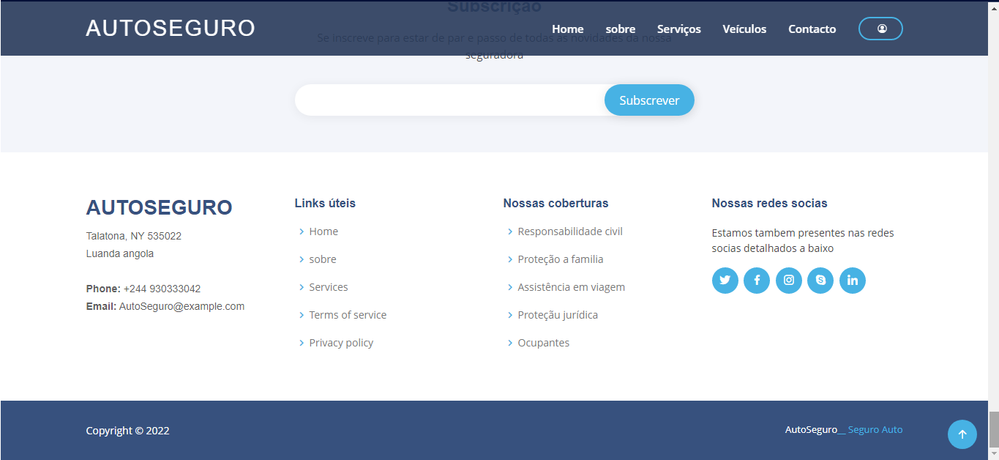 Subscrição
AUTOSEGURO
Home sobre Serviços Veículos Contacto
Se inscreve para estar de par e passo de todas as novidades da nossa
seguradora
Subscrever
AUTOSEGURO
Talatona, NY 535022
Luanda angola
Phone: +244 930333042
Email: AutoSeguro@example.com
Links úteis
Home
sobre
Services
Terms of service
Privacy policy
Nossas coberturas
Responsabilidade civil
Proteção a familia
Assistência em viagem
Proteçãu jurídica
Ocupantes
Nossas redes socias
Estamos tambem presentes nas redes
socias detalhados a baixo
Copyright © 2022
AutoSeguro__ Seguro Auto